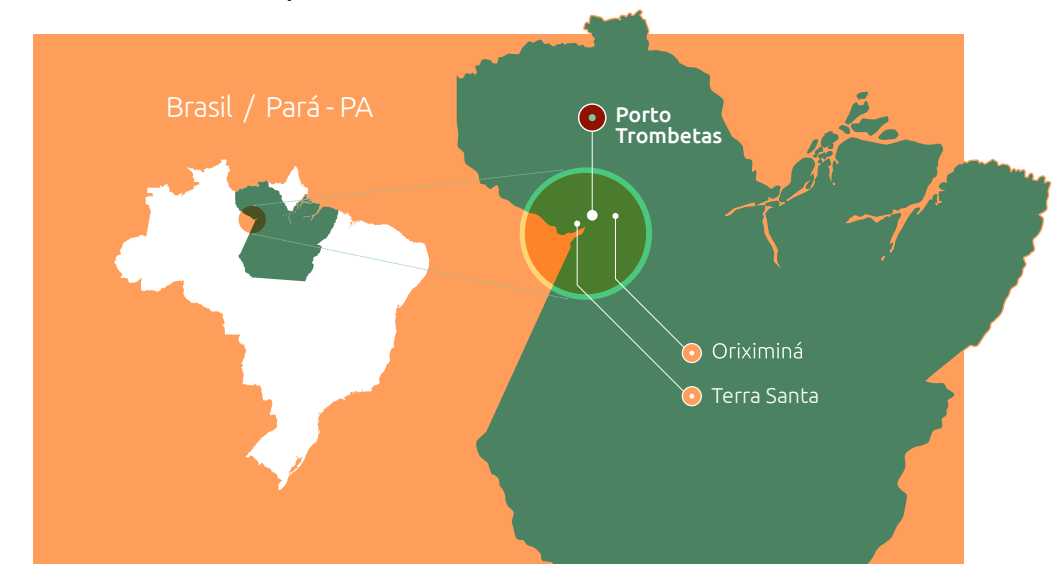 Brasil / Pará - PA
Porto
Trombetas
Oriximiná
Terra Santa